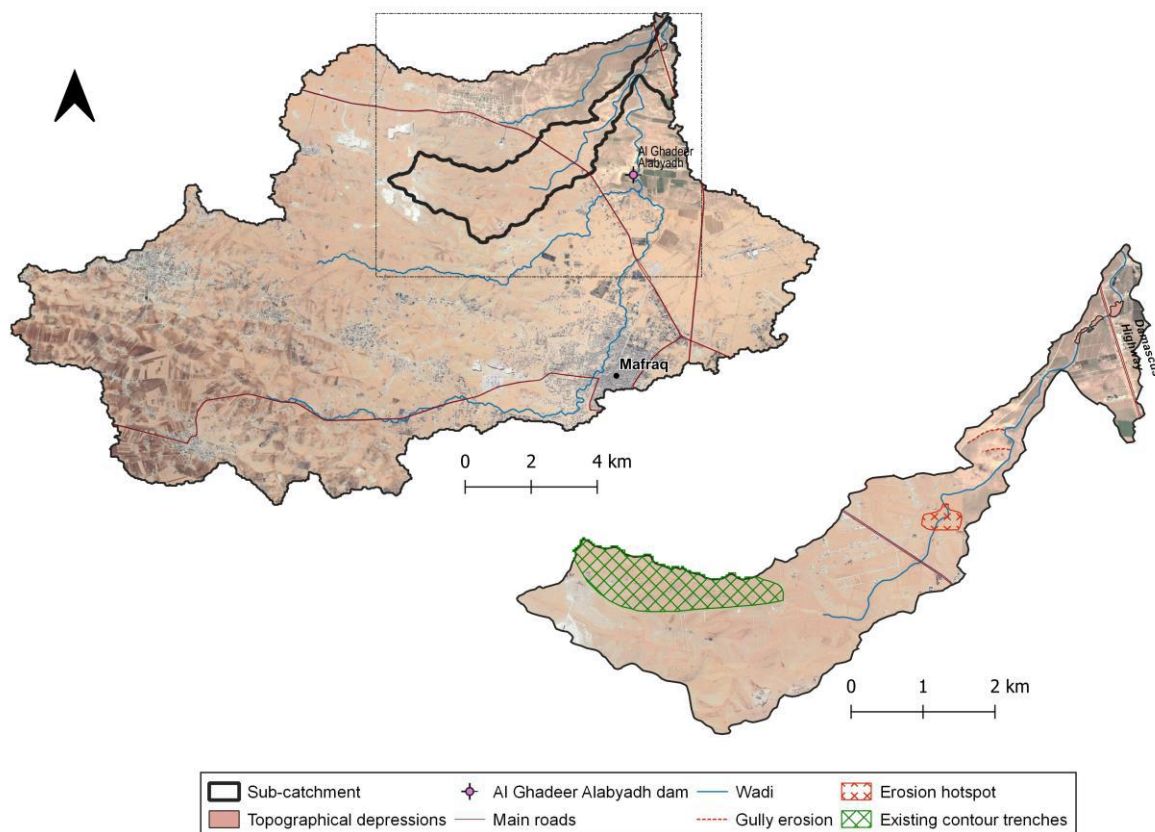 Al Ghadeer
Alabyadh
Mafraq
0 2 4 km
Damascus
Highway
0 1 2 km
Sub-catchment
Al Ghadeer Alabyadh dam
Wadi
Erosion hotspot
Topographical depressions
Main roads
Gully erosion
Existing contour trenches